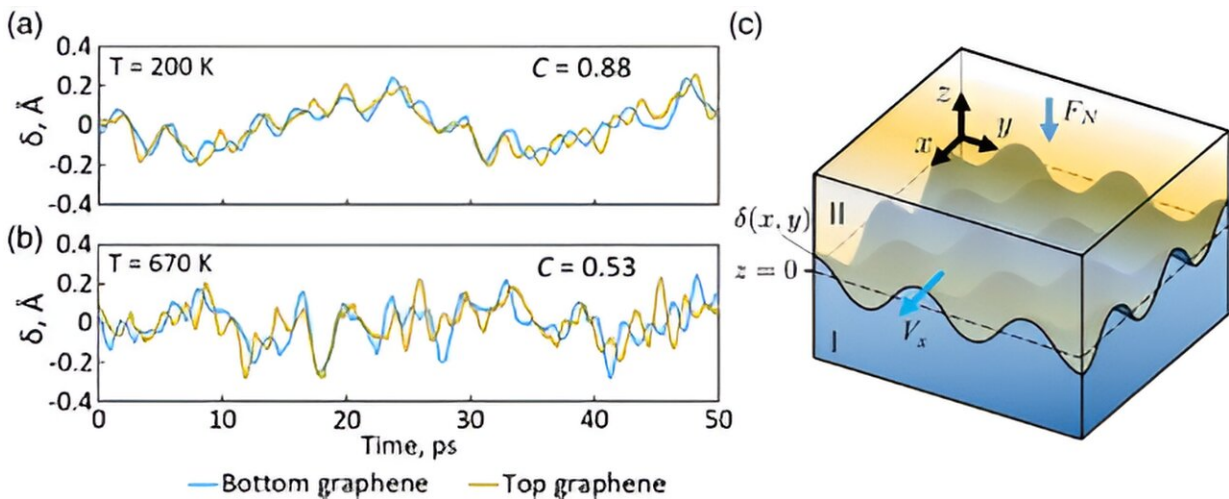 (a)
0.4
0.2
0
-0.2
-0.4
δ, Å
T = 200 K
C = 0.88
(b)
0.4
0.2
0
-0.2
-0.4
δ, Å
T = 670 K
C = 0.53
0 10 20 30 40 50
Time, ps
Bottom graphene Top graphene
(c)
z
F_N
x y
II
δ(x, y)
z = 0
V_x
I